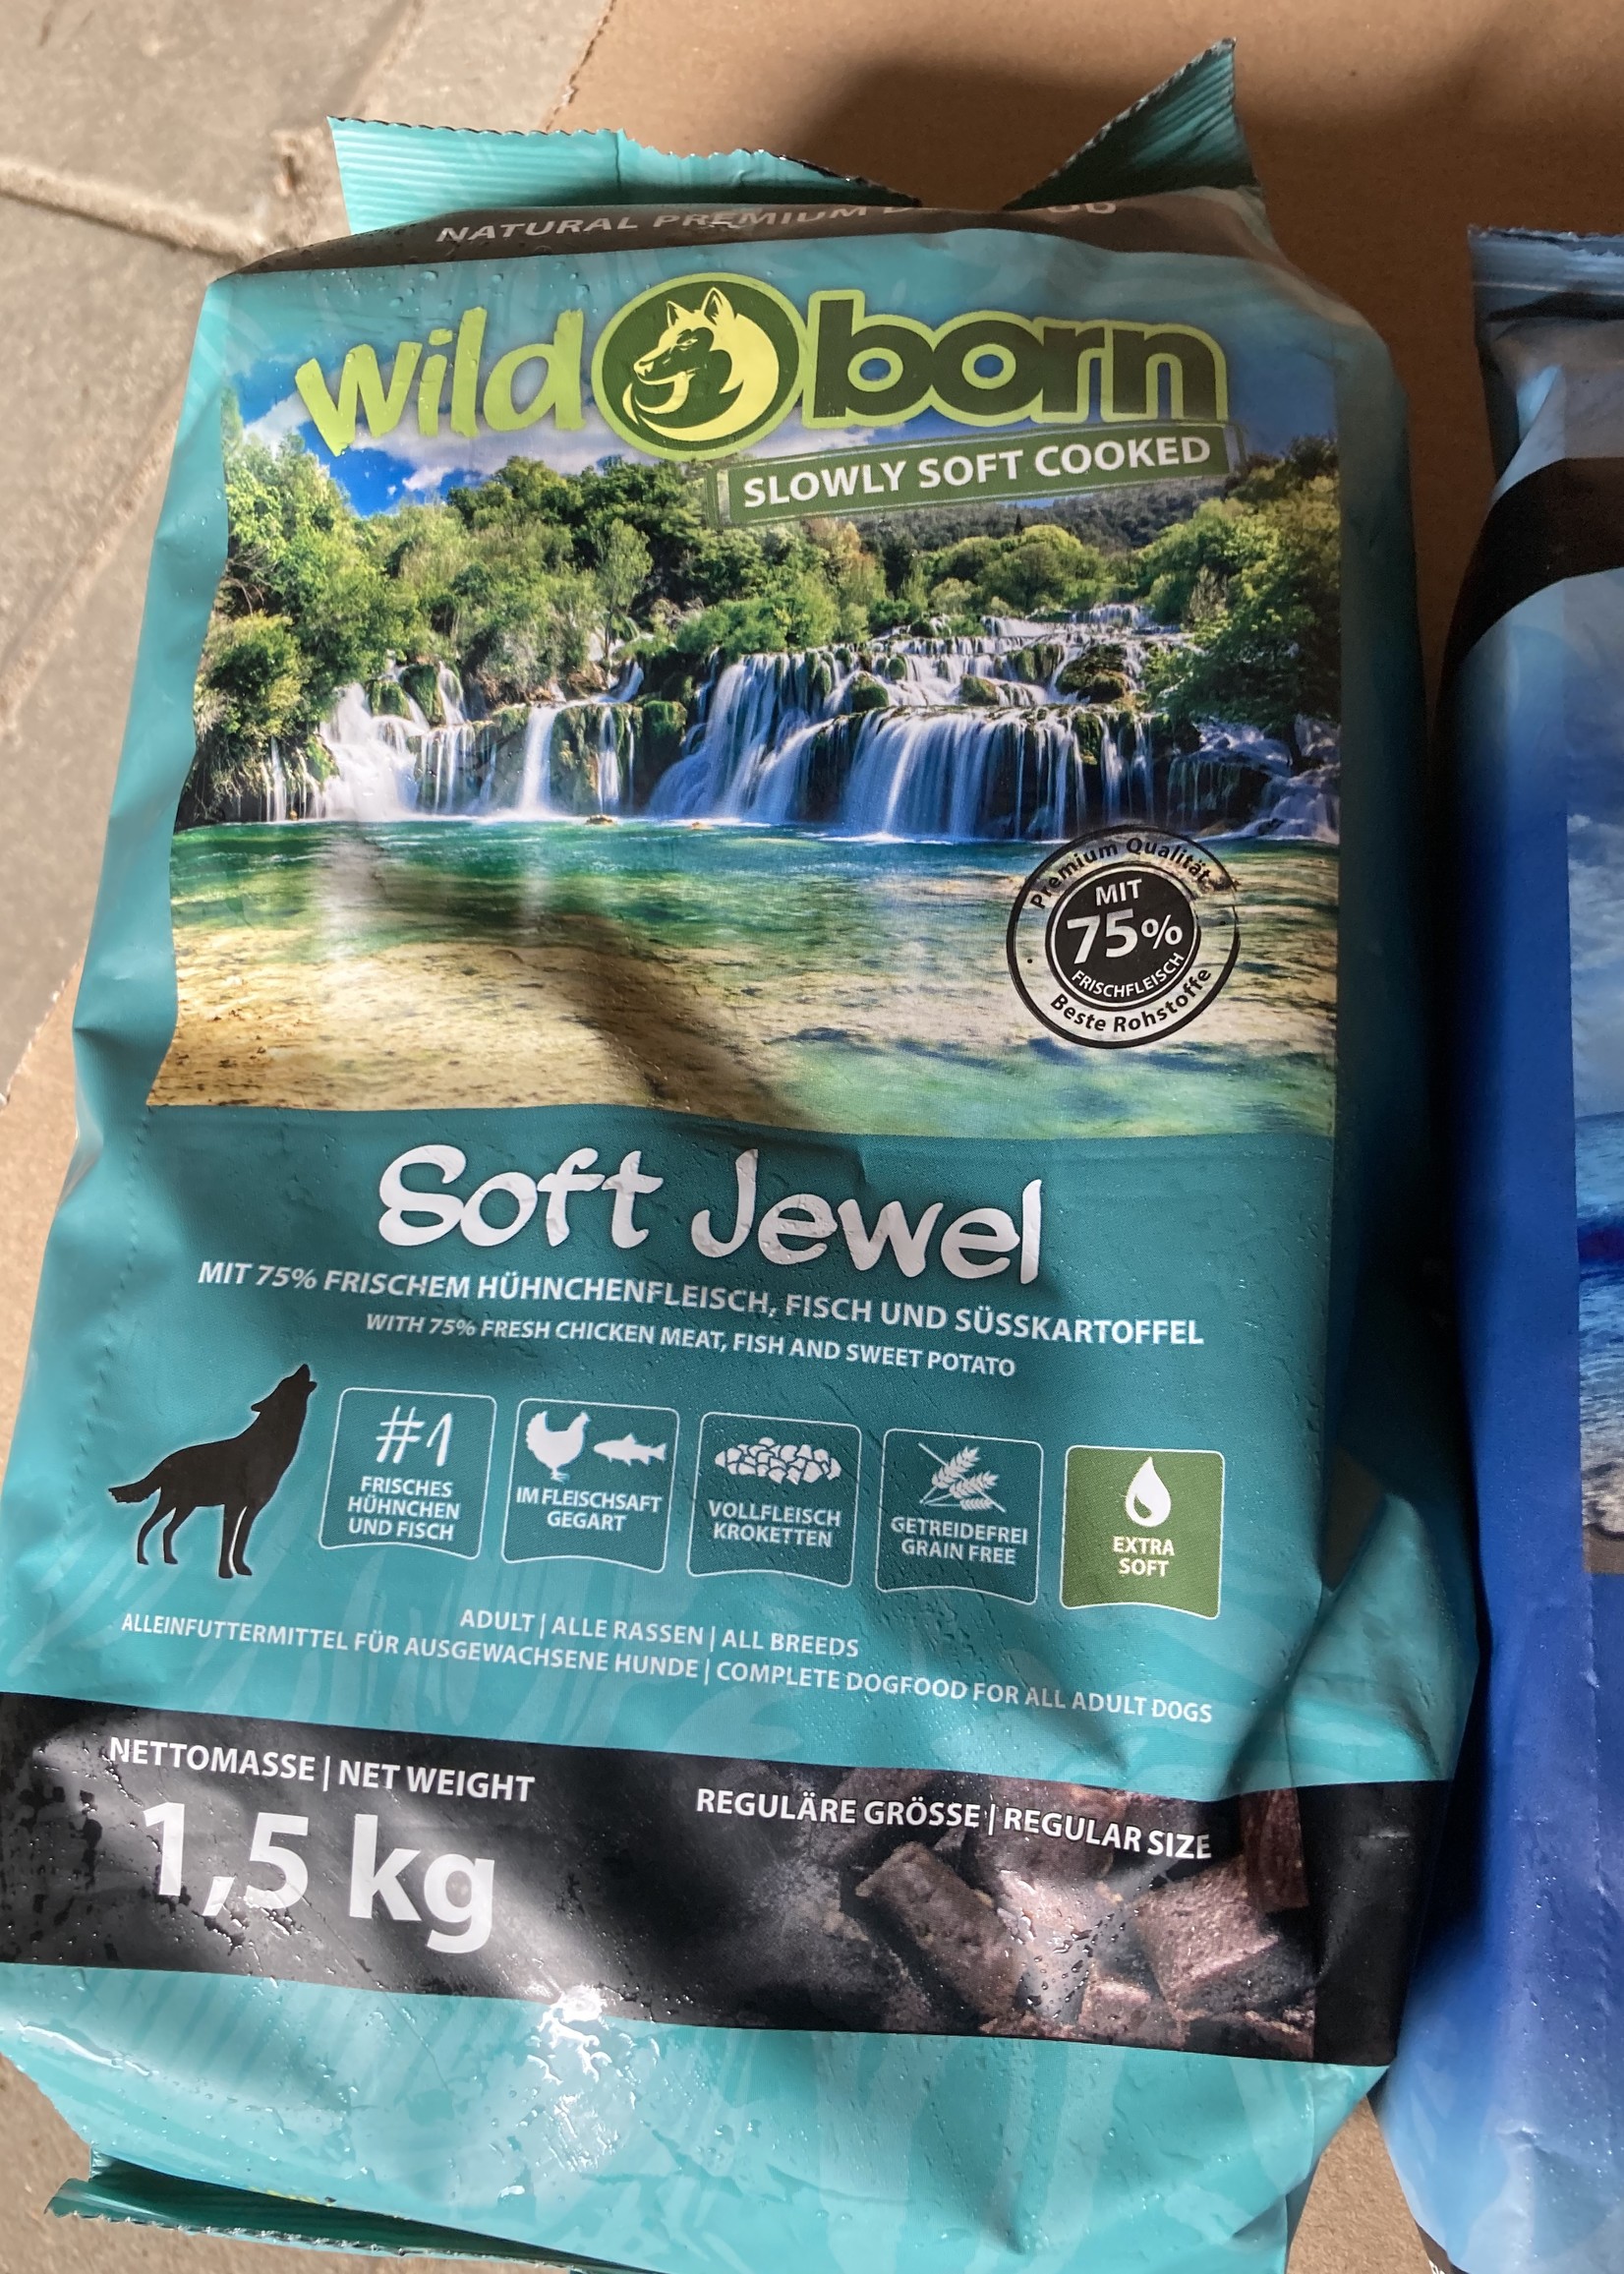 NATURAL PREMIUM
wild born
SLOWLY SOFT COOKED
Premium Qualität
MIT
75%
FRISCHFLEISCH
Beste Rohstoffe
Soft Jewel
MIT 75% FRISCHEM HÜHNCHENFLEISCH, FISCH UND SÜSSKARTOFFEL
WITH 75% FRESH CHICKEN MEAT, FISH AND SWEET POTATO
#1
FRISCHES
HÜHNCHEN
UND FISCH
IM FLEISCHSAFT
GEGART
VOLLFLEISCH
KROKETTEN
GETREIDEFREI
GRAIN FREE
EXTRA
SOFT
ADULT | ALLE RASSEN | ALL BREEDS
ALLEINFUTTERMITTEL FÜR AUSGEWACHSENE HUNDE | COMPLETE DOGFOOD FOR ALL ADULT DOGS
NETTOMASSE | NET WEIGHT
1,5 kg
REGULÄRE GRÖSSE | REGULAR SIZE